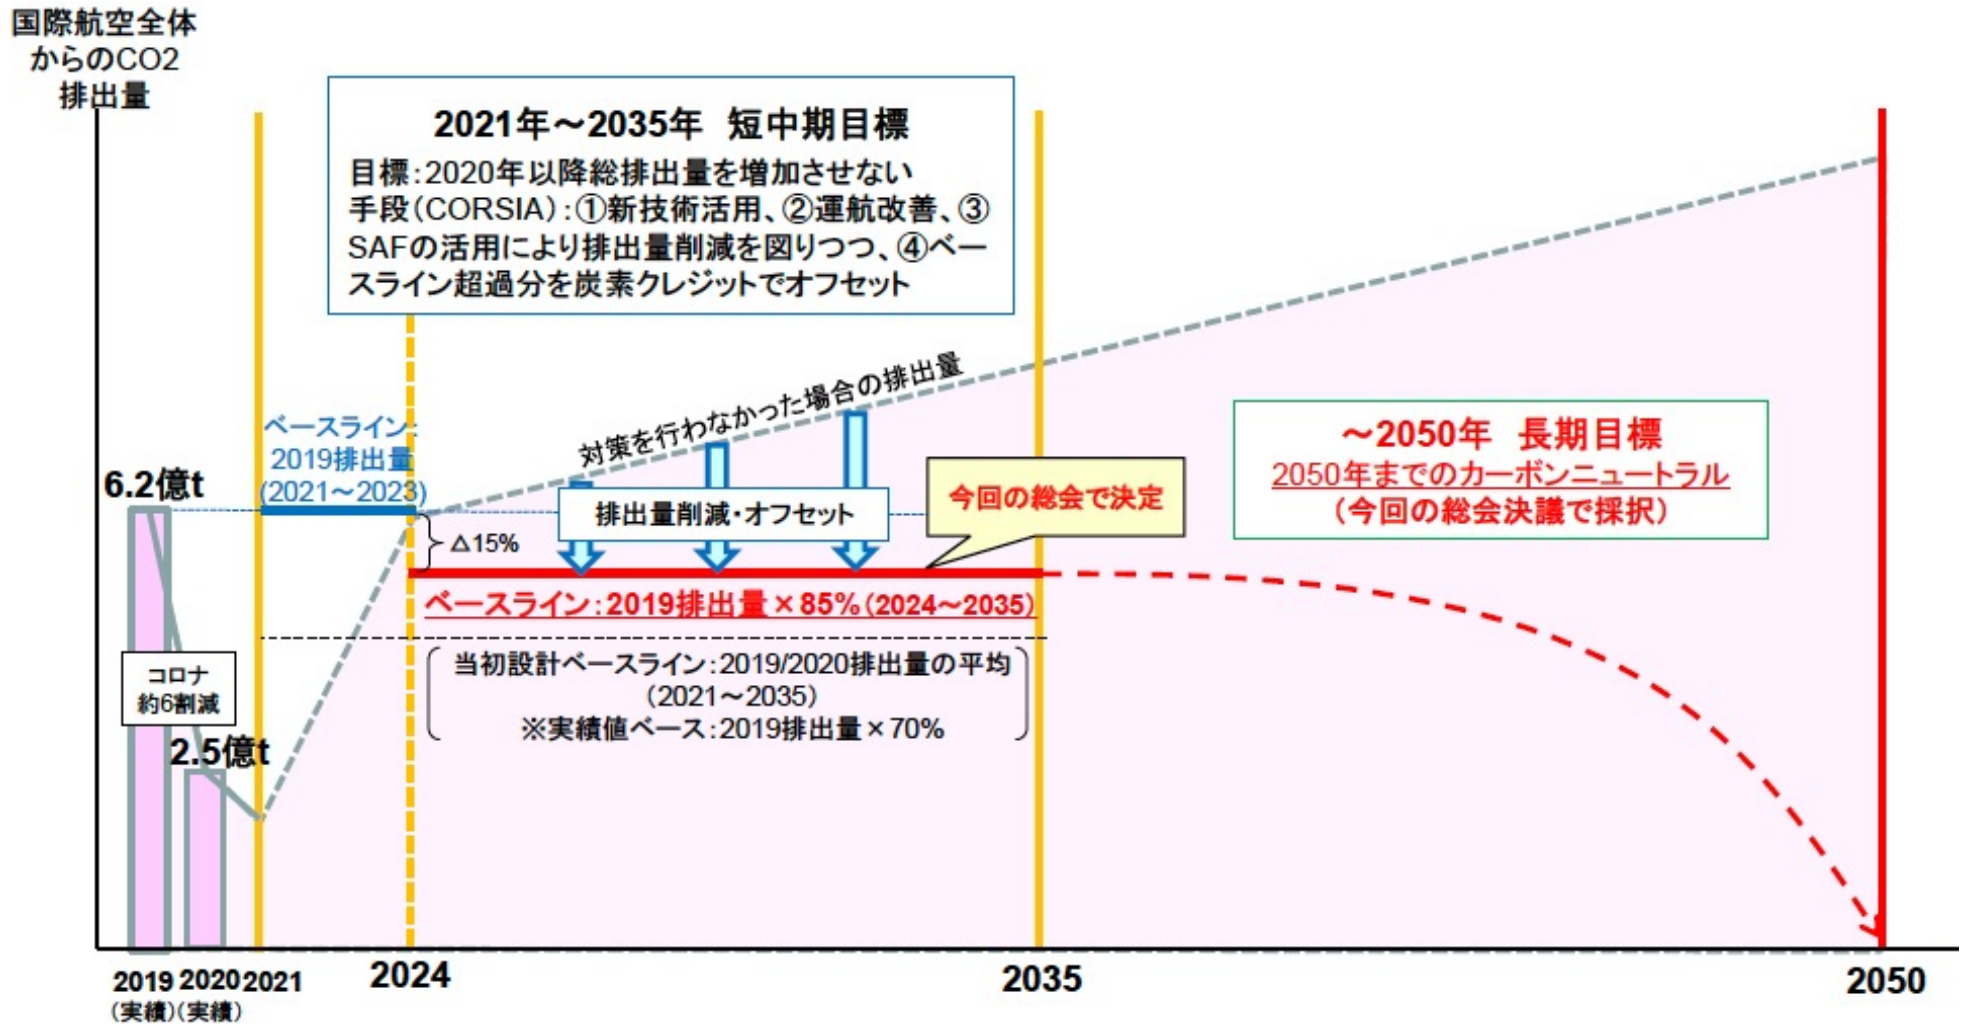 国際航空全体
からのCO2
排出量
2021年～2035年 短中期目標
目標：2020年以降総排出量を増加させない
手段（CORSIA）：①新技術活用、②運航改善、③
SAFの活用により排出量削減を図りつつ、④ベー
スライン超過分を炭素クレジットでオフセット
対策を行わなかった場合の排出量
ベースライン：
2019排出量
(2021～2023)
6.2億t
排出量削減・オフセット
今回の総会で決定
～2050年 長期目標
2050年までのカーボンニュートラル
（今回の総会決議で採択）
Δ15%
ベースライン：2019排出量×85%（2024～2035）
当初設計ベースライン：2019/2020排出量の平均
（2021～2035）
※実績値ベース：2019排出量×70%
コロナ
約6割減
2.5億t
2019
（実績）
2020
（実績）
2021
2024
2035
2050